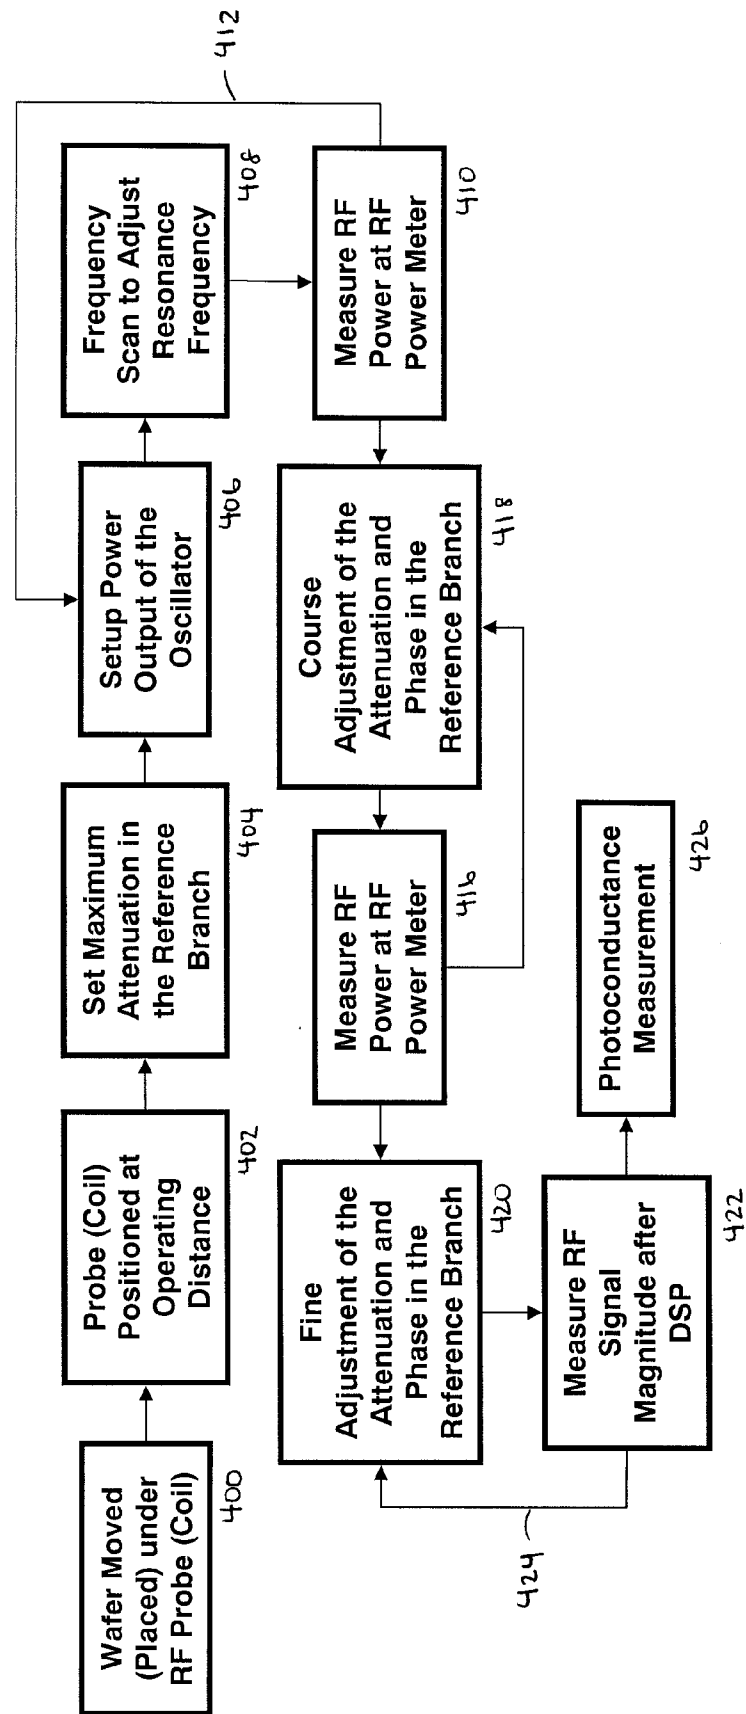 Wafer Moved
(Placed) under
RF Probe (Coil)
400
Probe (Coil)
Positioned at
Operating
Distance
402
Set Maximum
Attenuation in
the Reference
Branch
404
Setup Power
Output of the
Oscillator
406
Frequency
Scan to Adjust
Resonance
Frequency
408
412
Measure RF
Power at RF
Power Meter
410
Course
Adjustment of the
Attenuation and
Phase in the
Reference Branch
418
Measure RF
Power at RF
Power Meter
416
Fine
Adjustment of the
Attenuation and
Phase in the
Reference Branch
420
Measure RF
Signal
Magnitude after
DSP
422
424
Photoconductance
Measurement
426